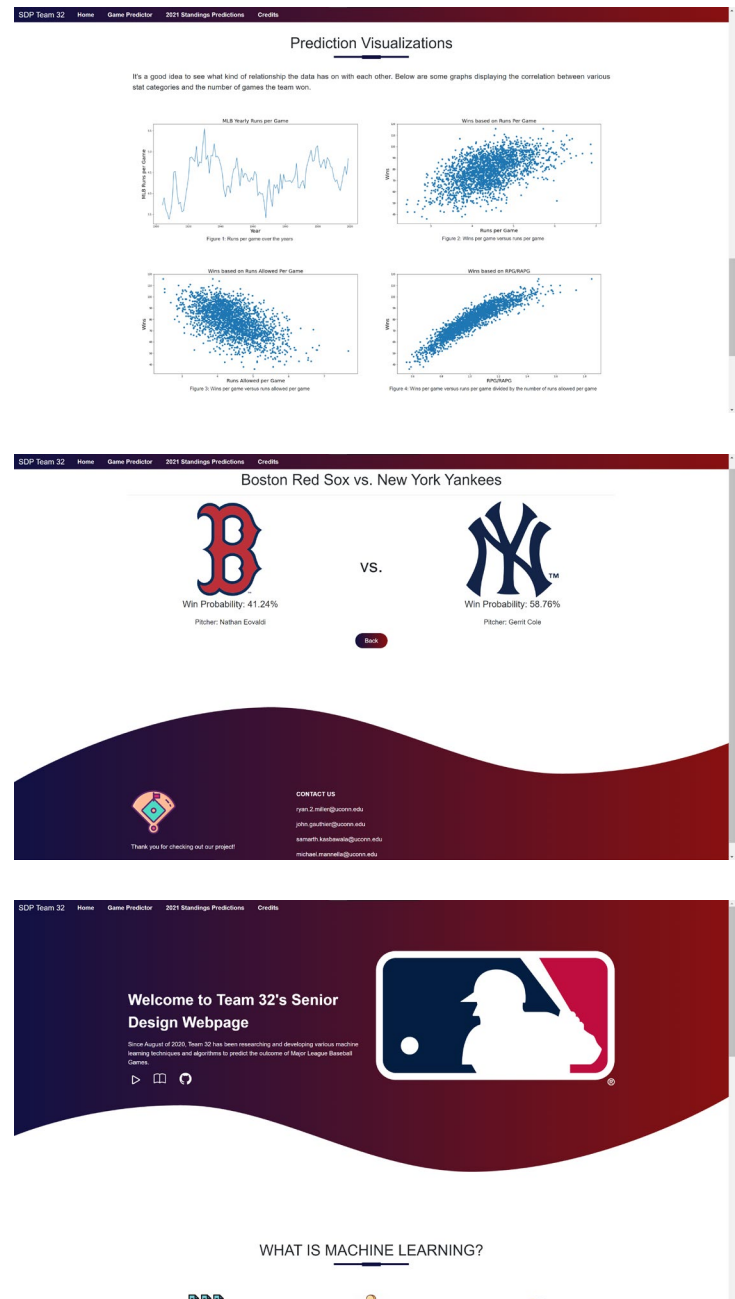 SDP Team 32 Home Game Predictor 2021 Standings Predictions Credits
Prediction Visualizations
It's a good idea to see what kind of relationship the data has on with each other. Below are some graphs displaying the correlation between various
stat categories and the number of games the team won.
MLB Yearly Runs per Game
MLB Runs per Game
Year
Figure 1: Runs per game over the years
Wins based on Runs Per Game
Wins
Runs per Game
Figure 2: Wins per game versus runs per game
Wins based on Runs Allowed Per Game
Wins
Runs Allowed per Game
Figure 3: Wins per game versus runs allowed per game
Wins based on RPG/RAPG
Wins
RPG/RAPG
Figure 4: Wins per game versus runs per game divided by the number of runs allowed per game
SDP Team 32 Home Game Predictor 2021 Standings Predictions Credits
Boston Red Sox vs. New York Yankees
B
vs.
NY
TM
Win Probability: 41.24%
Win Probability: 58.76%
Pitcher: Nathan Eovaldi
Pitcher: Gerrit Cole
Back
CONTACT US
ryan.2.miller@uconn.edu
john.gauthier@uconn.edu
samarth.kasbawala@uconn.edu
Thank you for checking out our project!
michael.mannella@uconn.edu
SDP Team 32 Home Game Predictor 2021 Standings Predictions Credits
Welcome to Team 32's Senior
Design Webpage
Since August of 2020, Team 32 has been researching and developing various machine
learning techniques and algorithms to predict the outcome of Major League Baseball
Games.
®
WHAT IS MACHINE LEARNING?